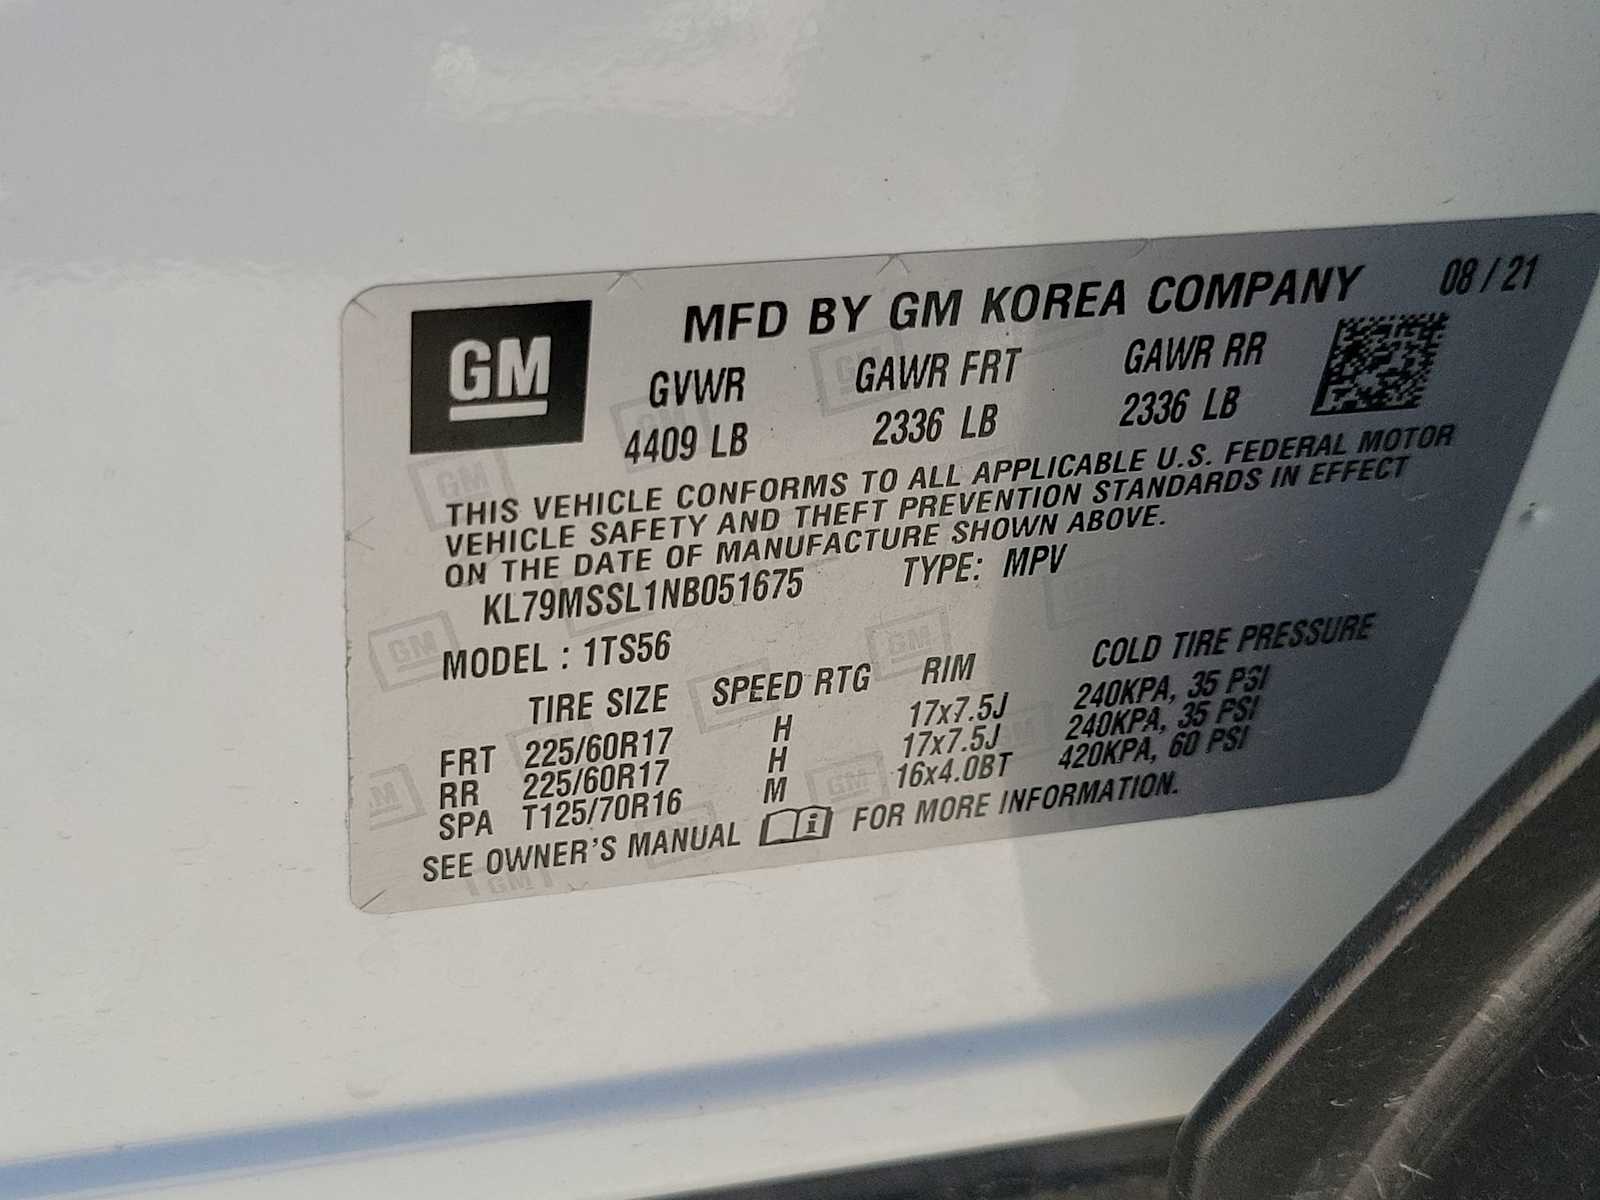 GM
MFD BY GM KOREA COMPANY 08 / 21
GVWR GAWR FRT GAWR RR
4409 LB 2336 LB 2336 LB
THIS VEHICLE CONFORMS TO ALL APPLICABLE U.S. FEDERAL MOTOR
VEHICLE SAFETY AND THEFT PREVENTION STANDARDS IN EFFECT
ON THE DATE OF MANUFACTURE SHOWN ABOVE.
KL79MSSL1NB051675 TYPE: MPV
MODEL : 1TS56
TIRE SIZE SPEED RTG RIM COLD TIRE PRESSURE
FRT 225/60R17 H 17x7.5J 240KPA, 35 PSI
RR 225/60R17 H 17x7.5J 240KPA, 35 PSI
SPA T125/70R16 M 16x4.0BT 420KPA, 60 PSI
SEE OWNER'S MANUAL i FOR MORE INFORMATION.